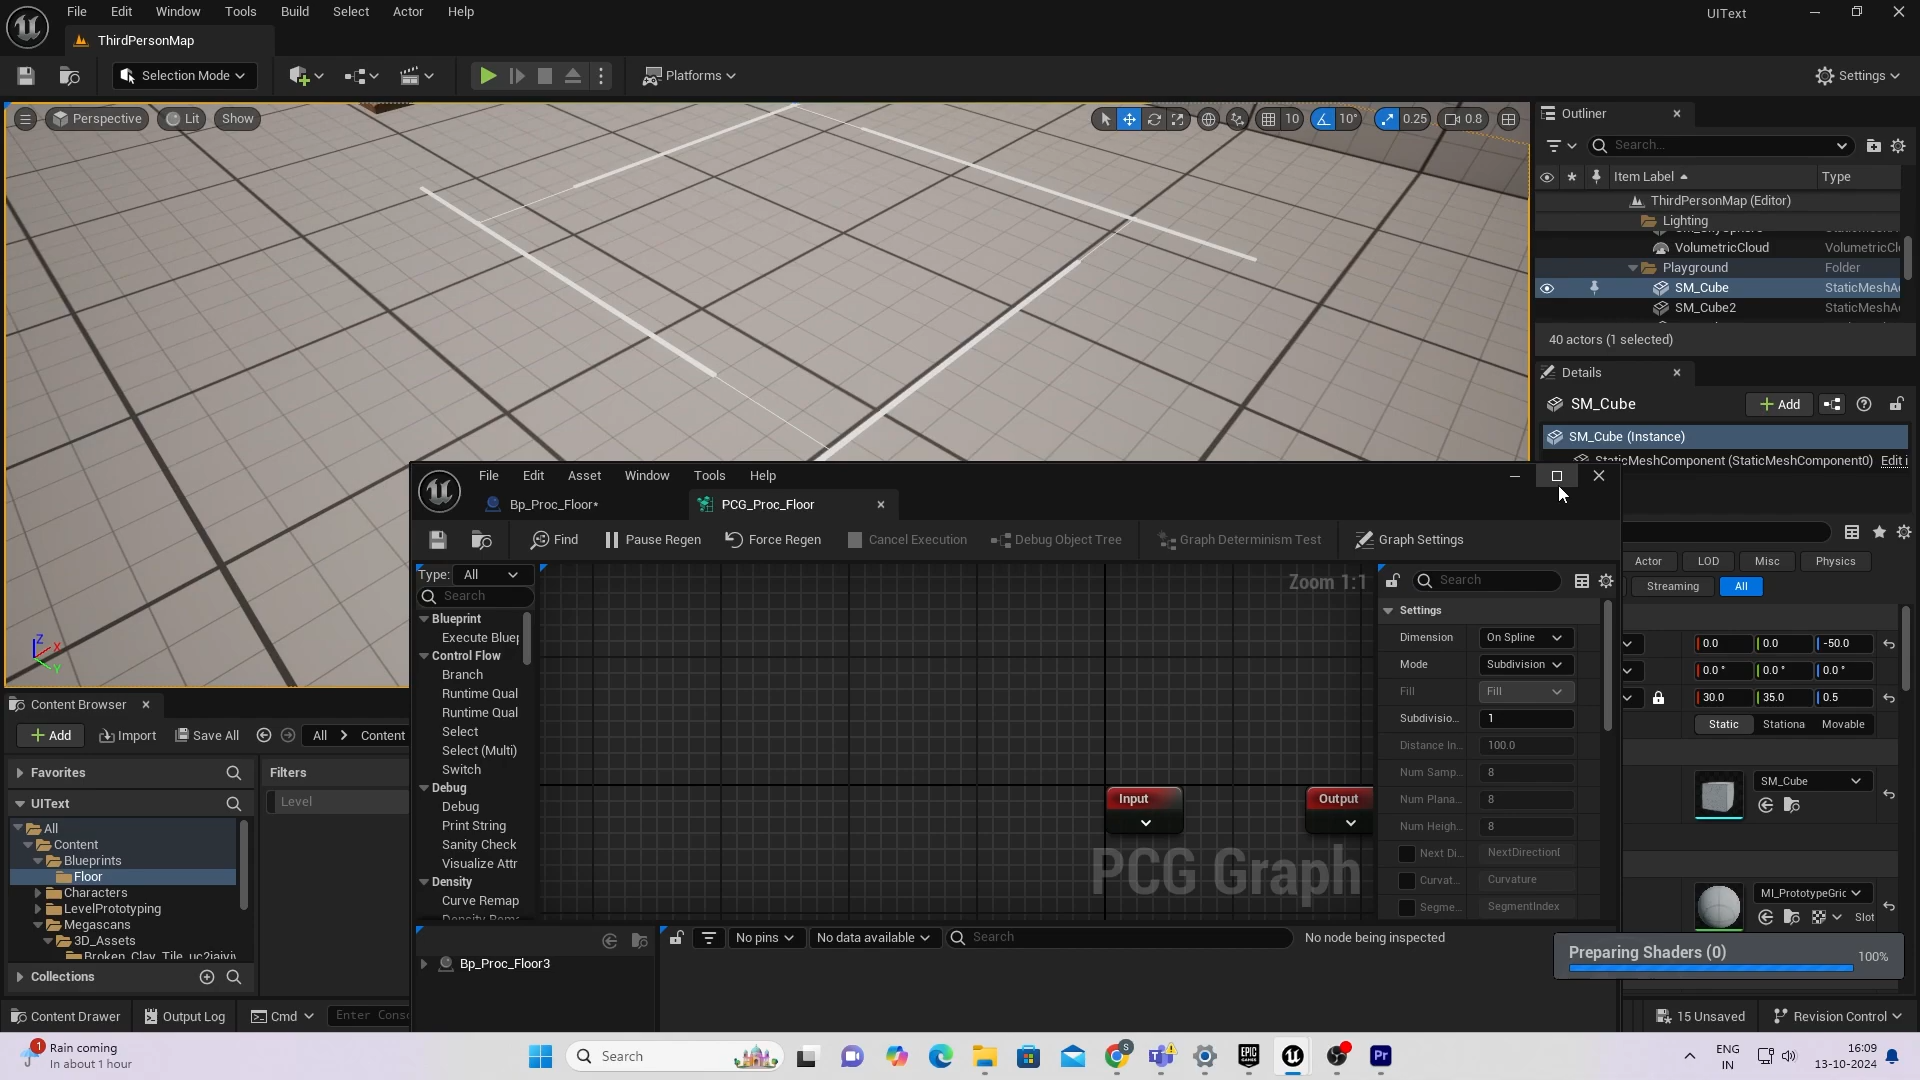 File Edit Window Tools Build Select Actor Help
UIText
ThirdPersonMap
Selection Mode
Platforms
Settings
Perspective Lit Show
10 10° 0.25 0.8
Outliner
Search...
Item Label Type
ThirdPersonMap (Editor)
Lighting
VolumetricCloud VolumetricCl
Playground Folder
SM_Cube StaticMeshA
SM_Cube2 StaticMeshA
40 actors (1 selected)
Details
SM_Cube Add
SM_Cube (Instance)
StaticMeshComponent (StaticMeshComponent0) Edit i
Actor LOD Misc Physics
Streaming All
0.0 0.0 -50.0
0.0 ° 0.0 ° 0.0 °
30.0 35.0 0.5
Static Stationa Movable
SM_Cube
MI_PrototypeGric
Slot
File Edit Asset Window Tools Help
Bp_Proc_Floor* PCG_Proc_Floor
Find Pause Regen Force Regen Cancel Execution Debug Object Tree Graph Determinism Test Graph Settings
Type: All
Search
Blueprint
Execute Bluep
Control Flow
Branch
Runtime Qual
Runtime Qual
Select
Select (Multi)
Switch
Debug
Debug
Print String
Sanity Check
Visualize Attr
Density
Curve Remap
Zoom 1:1
Input
Output
PCG Graph
Search
Settings
Dimension On Spline
Mode Subdivision
Fill Fill
Subdivisio... 1
Distance In... 100.0
Num Samp... 8
Num Plana... 8
Num Heigh... 8
Next Di... NextDirectionD
Curvat... Curvature
Segme... SegmentIndex
Bp_Proc_Floor3
No pins No data available Search No node being inspected
Preparing Shaders (0) 100%
Content Browser
Add Import Save All All Content
Favorites
Filters
UIText
Level
All
Content
Blueprints
Floor
Characters
LevelPrototyping
Megascans
3D_Assets
Broken_Clay_Tile_uc2iaiviv
Collections
Content Drawer Output Log Cmd Enter Cons
15 Unsaved Revision Control
1
Rain coming
In about 1 hour
Search
S
EPIC
GAMES
Pr
ENG
IN
16:09
13-10-2024